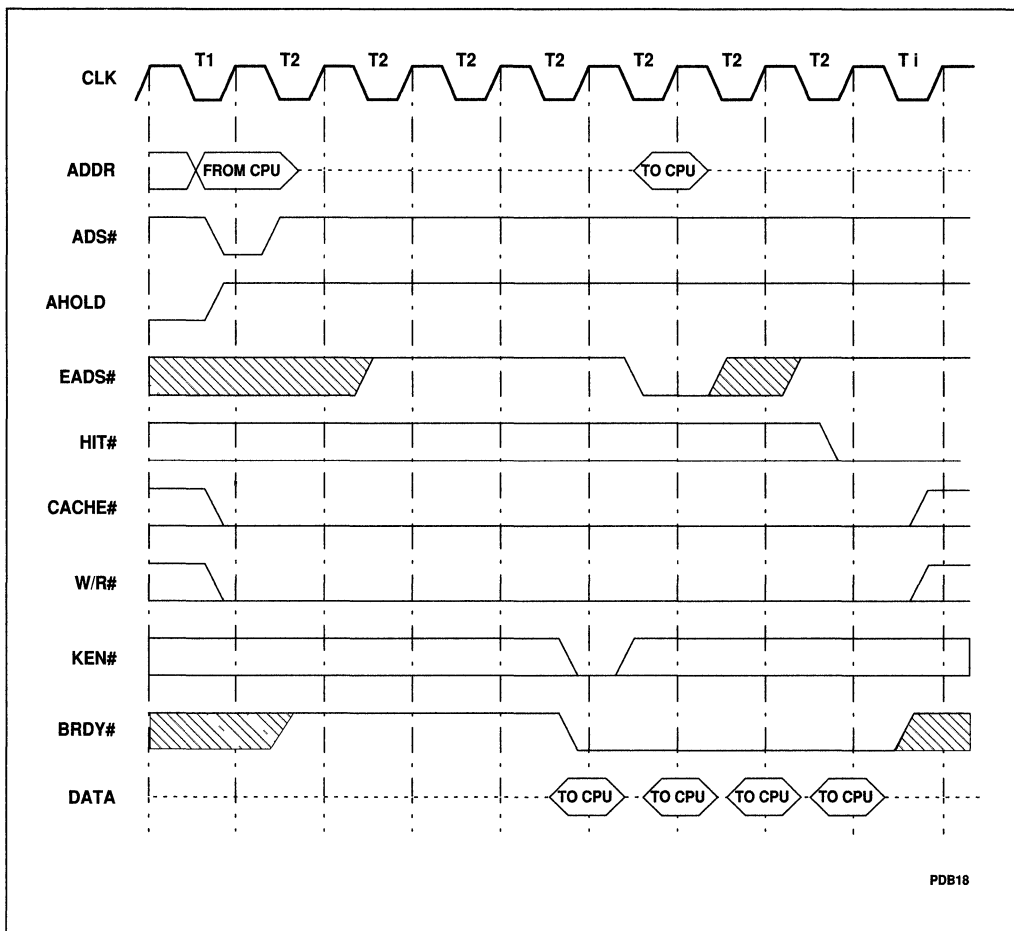 T1 T2 T2 T2 T2 T2 T2 T2 T i
CLK
ADDR FROM CPU TO CPU
ADS#
AHOLD
EADS#
HIT#
CACHE#
W/R#
KEN#
BRDY#
DATA TO CPU TO CPU TO CPU TO CPU
PDB18